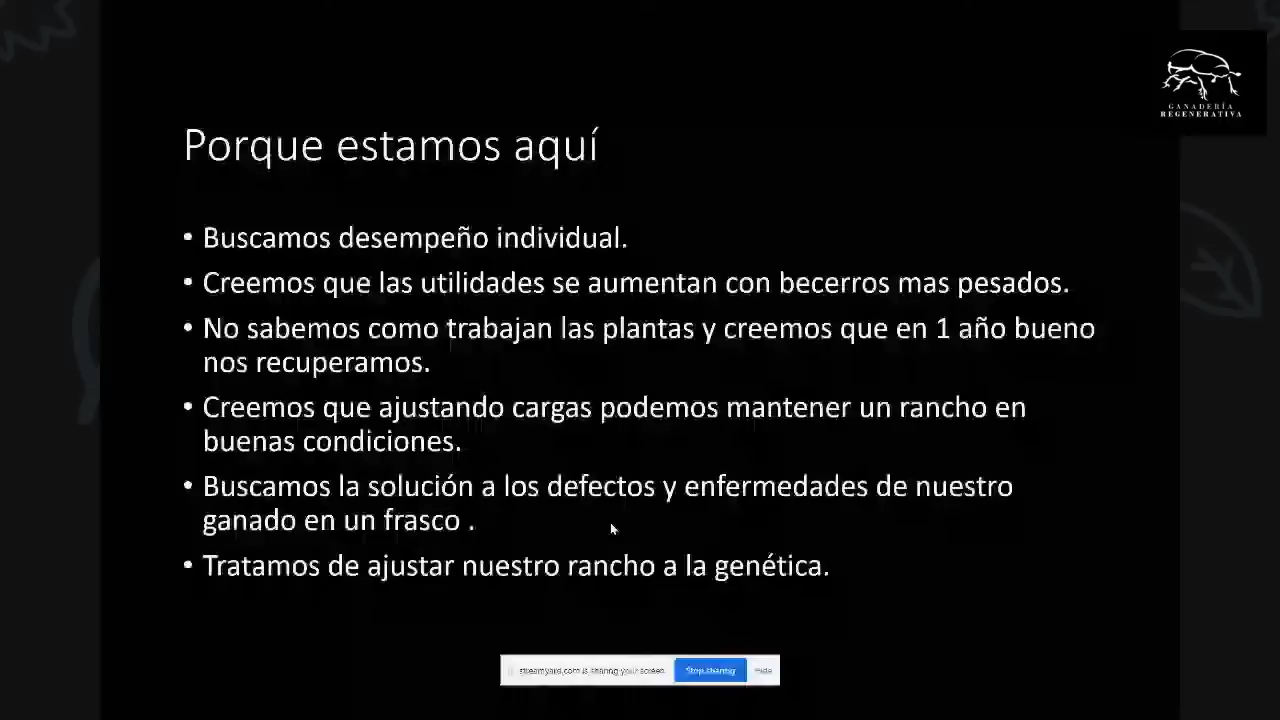 GANADERÍA
REGENERATIVA
Porque estamos aquí
• Buscamos desempeño individual.
• Creemos que las utilidades se aumentan con becerros mas pesados.
• No sabemos como trabajan las plantas y creemos que en 1 año bueno
nos recuperamos.
• Creemos que ajustando cargas podemos mantener un rancho en
buenas condiciones.
• Buscamos la solución a los defectos y enfermedades de nuestro
ganado en un frasco .
• Tratamos de ajustar nuestro rancho a la genética.
streamyard.com is sharing your screen. Stop sharing Hide